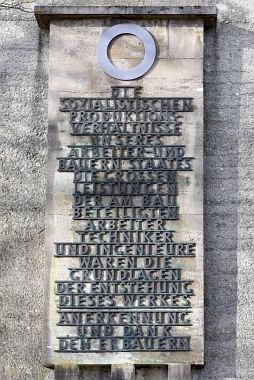 DIE
SOZIALISTISCHEN
PRODUKTIONS-
VERHÄLTNISSE
UNSERES
ARBEITER-UND
BAUERN-STAATES
DIE GROSSEN
LEISTUNGEN
DER AM BAU
BETEILIGTEN
ARBEITER
TECHNIKER
UND INGENIEURE
WAREN DIE
GRUNDLAGEN
DER ENTSTEHUNG
DIESES WERKES
ANERKENNUNG
UND DANK
DEN ERBAUERN